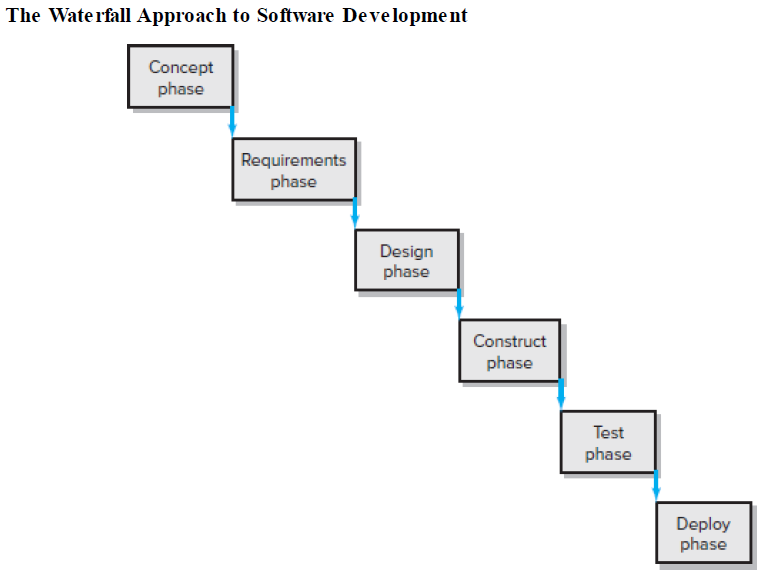 The Waterfall Approach to Software Development
Concept
phase
Requirements
phase
Design
phase
Construct
phase
Test
phase
Deploy
phase